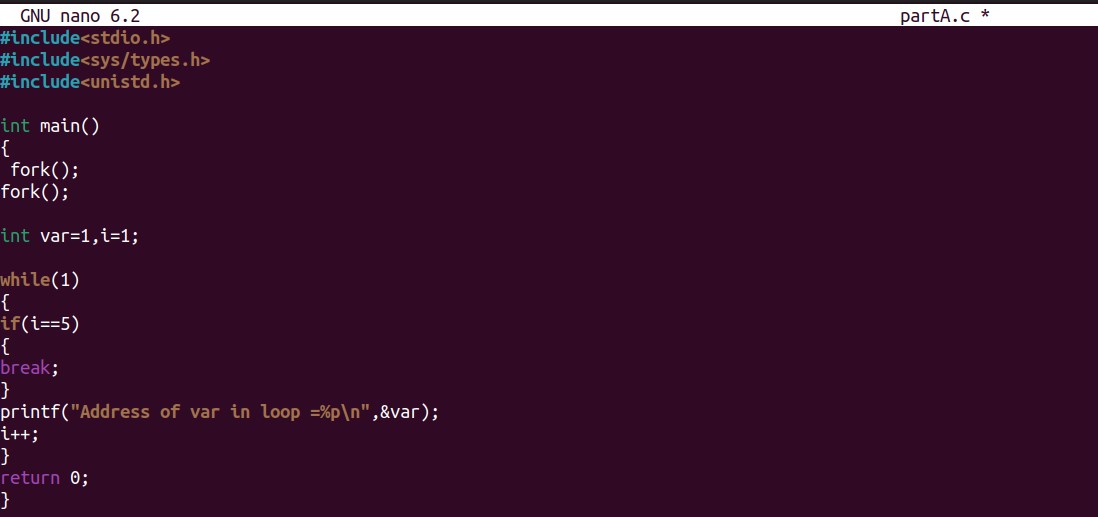 GNU nano 6.2 partA.c *
#include<stdio.h>
#include<sys/types.h>
#include<unistd.h>
int main()
{
fork();
fork();
int var=1,i=1;
while(1)
{
if(i==5)
{
break;
}
printf("Address of var in loop =%p\n",&var);
i++;
}
return 0;
}